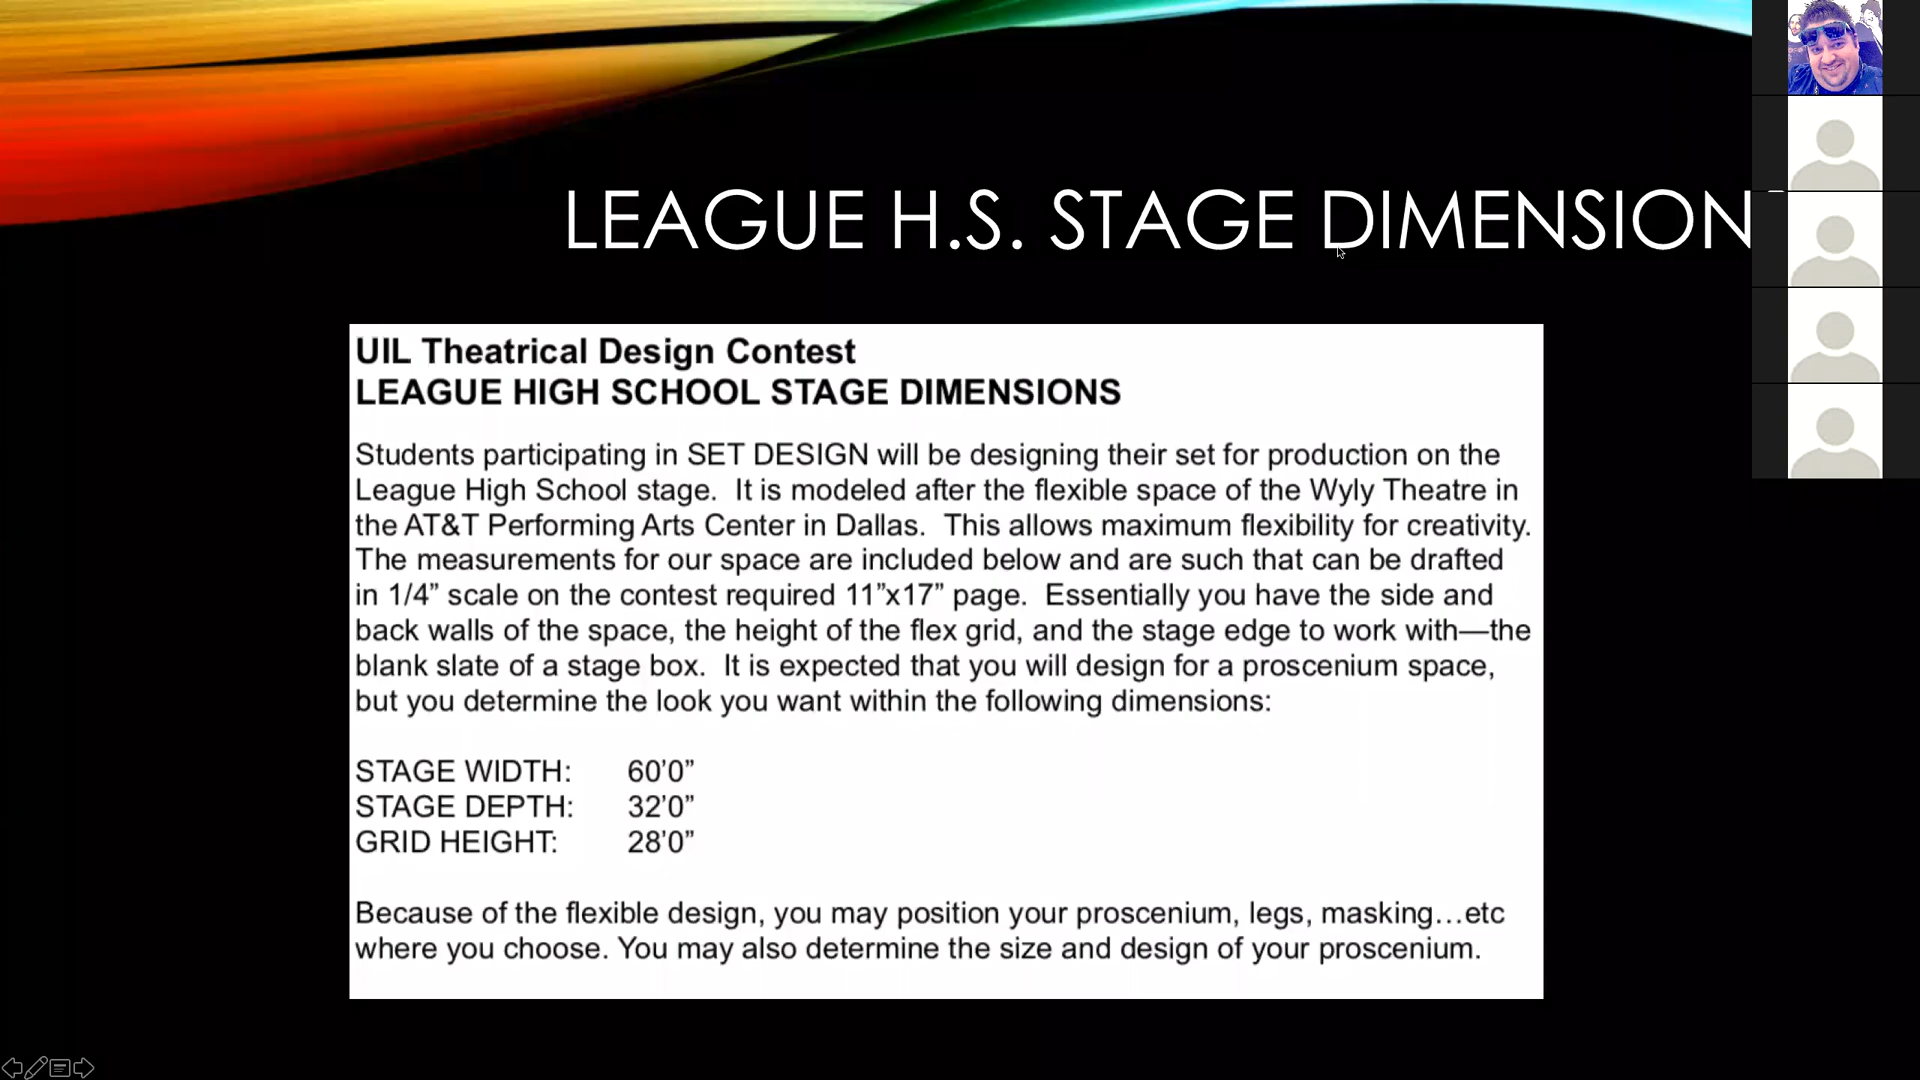 LEAGUE H.S. STAGE DIMENSION
UIL Theatrical Design Contest
LEAGUE HIGH SCHOOL STAGE DIMENSIONS
Students participating in SET DESIGN will be designing their set for production on the
League High School stage.  It is modeled after the flexible space of the Wyly Theatre in
the AT&T Performing Arts Center in Dallas.  This allows maximum flexibility for creativity.
The measurements for our space are included below and are such that can be drafted
in 1/4” scale on the contest required 11”x17” page.  Essentially you have the side and
back walls of the space, the height of the flex grid, and the stage edge to work with—the
blank slate of a stage box.  It is expected that you will design for a proscenium space,
but you determine the look you want within the following dimensions:
STAGE WIDTH: 60’0”
STAGE DEPTH: 32’0”
GRID HEIGHT: 28’0”
Because of the flexible design, you may position your proscenium, legs, masking…etc
where you choose. You may also determine the size and design of your proscenium.